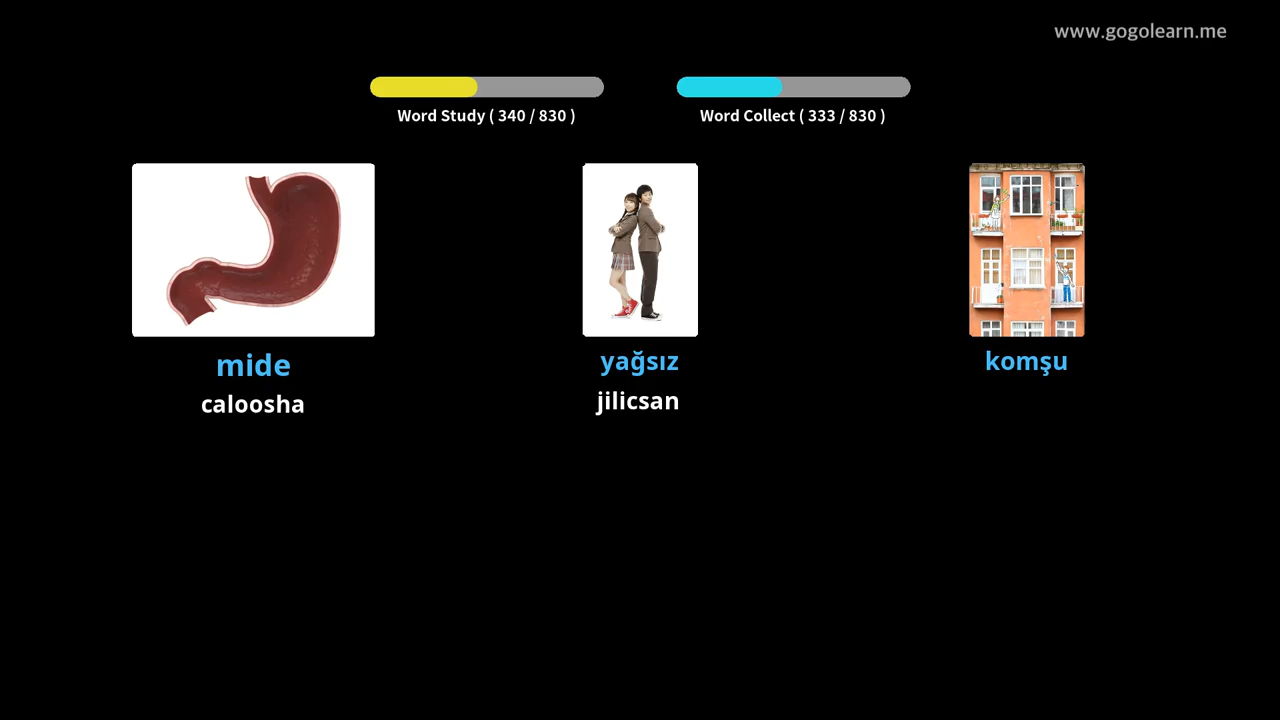 www.gogolearn.me
Word Study ( 340 / 830 )
Word Collect ( 333 / 830 )
mide
caloosha
yağsız
jilicsan
komşu